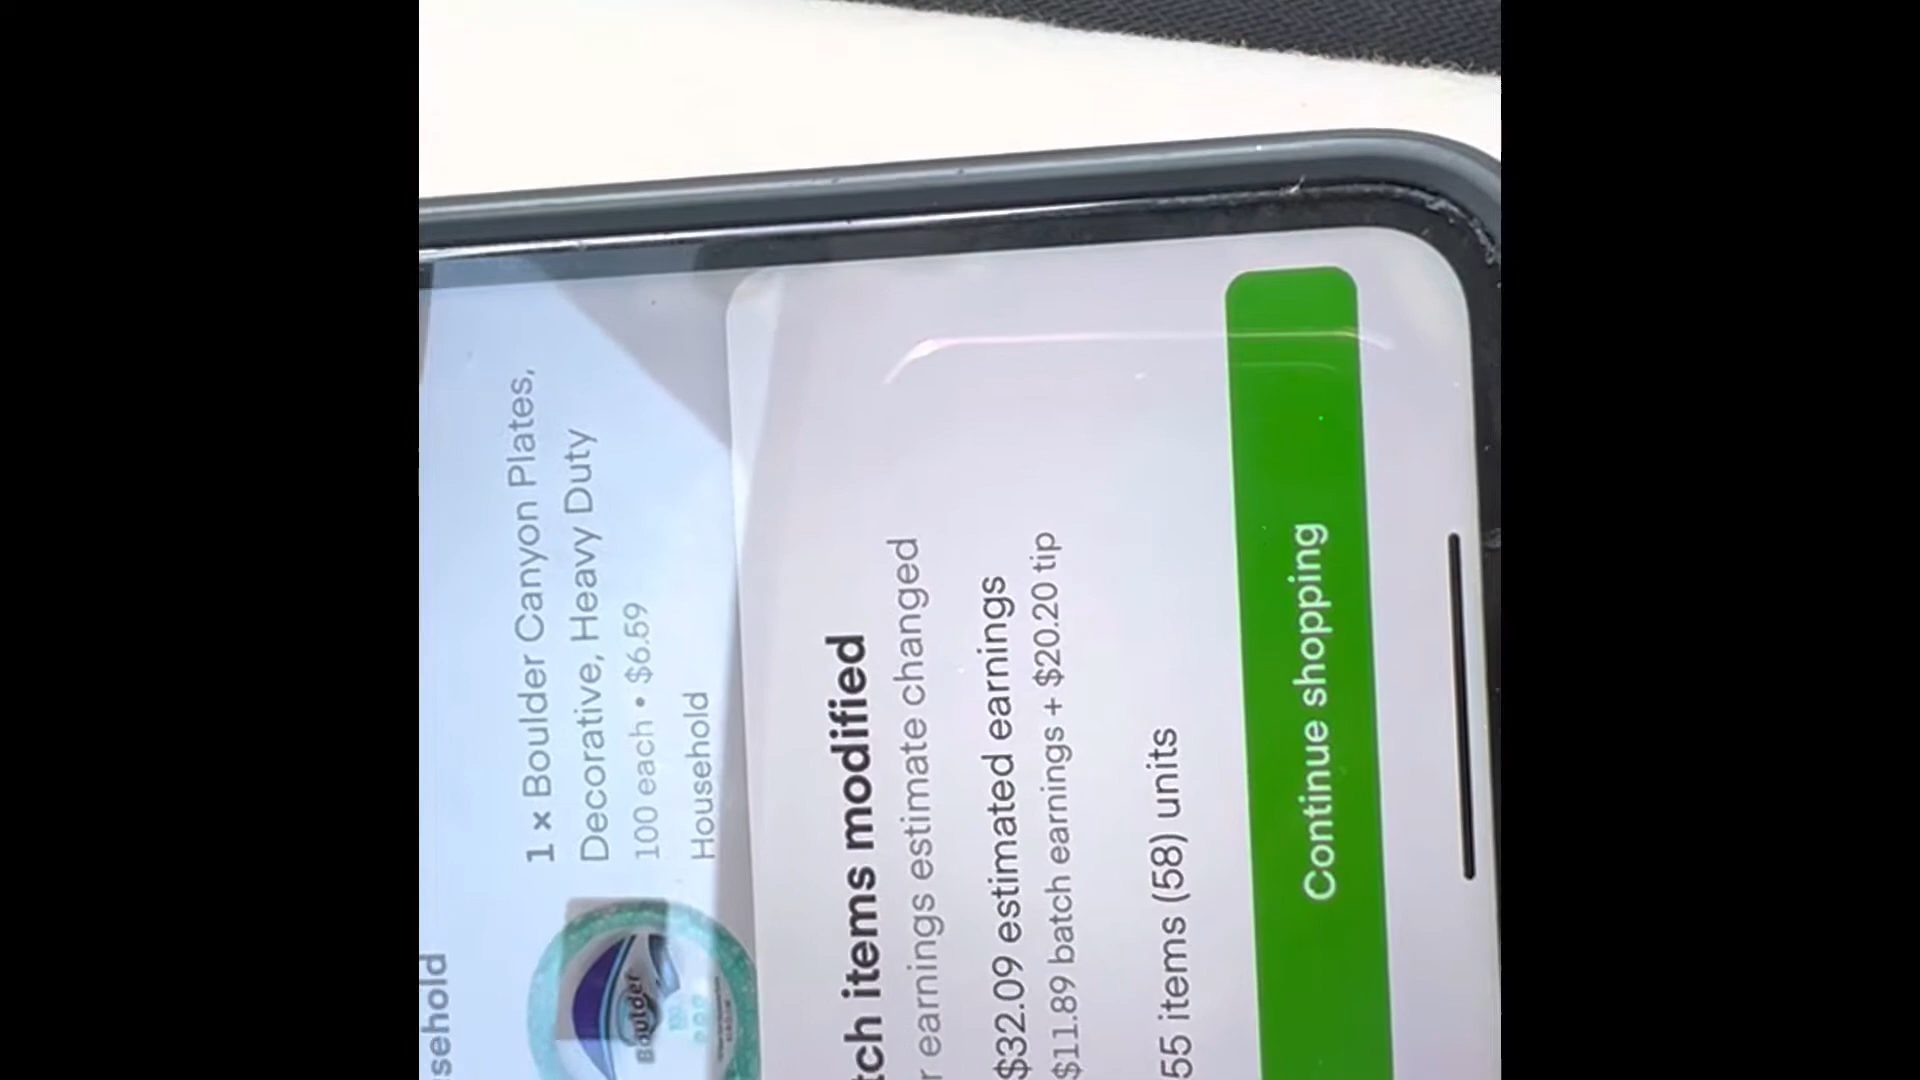 sehold
1 × Boulder Canyon Plates,
Decorative, Heavy Duty
100 each • $6.59
Household
Boulder
tch items modified
r earnings estimate changed
$32.09 estimated earnings
$11.89 batch earnings + $20.20 tip
55 items (58) units
Continue shopping